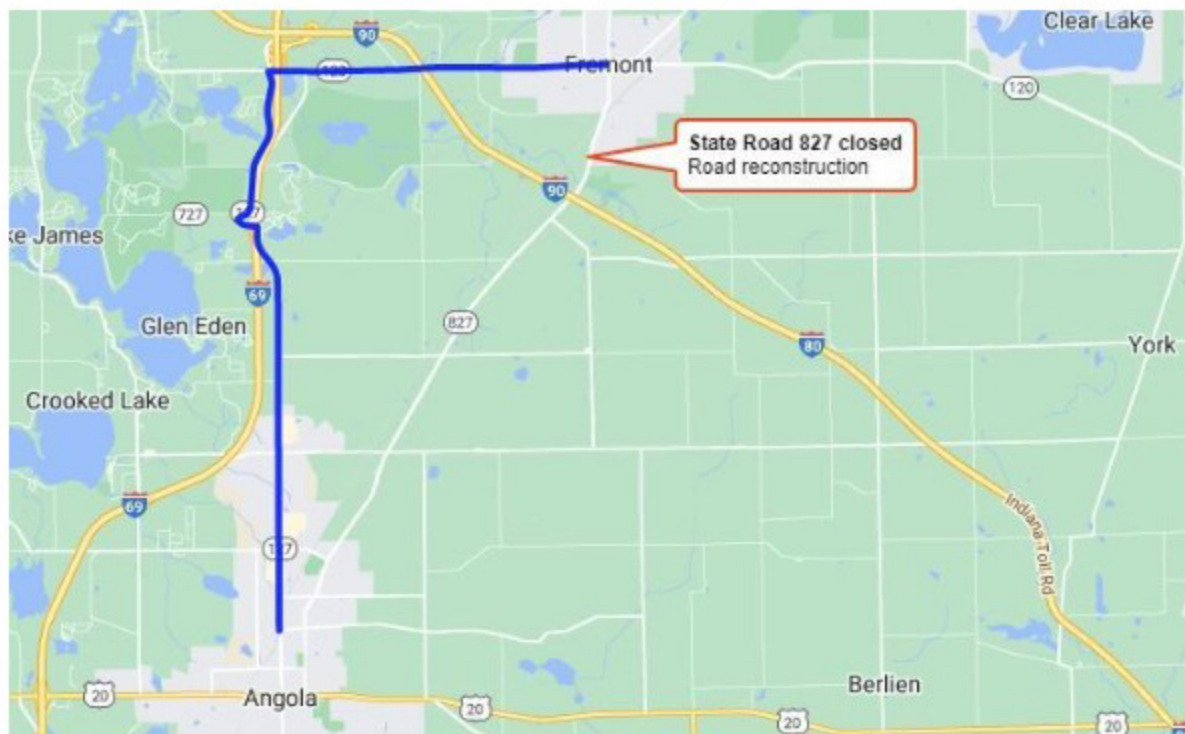 Clear Lake
90
120
Fremont
120
State Road 827 closed
Road reconstruction
90
727
127
ke James
69
827
Glen Eden
80
York
Crooked Lake
69
Indiana Toll Rd
127
Berlien
20
Angola
20
20
20